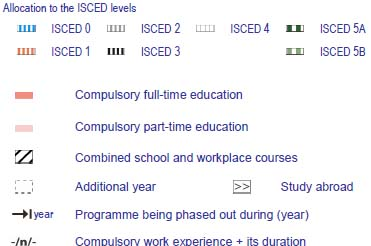 Allocation to the ISCED levels
ISCED 0 ISCED 2 ISCED 4 ISCED 5A
ISCED 1 ISCED 3 ISCED 5B
Compulsory full-time education
Compulsory part-time education
Combined school and workplace courses
Additional year >> Study abroad
year Programme being phased out during (year)
-/n/- Compulsory work experience + its duration